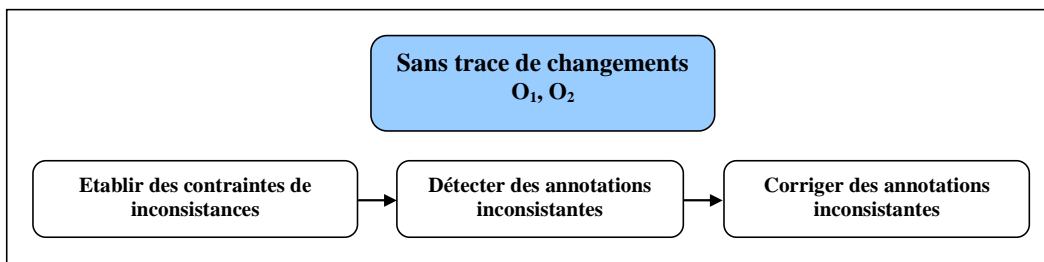 Sans trace de changements
O₁, O₂
Etablir des contraintes de
inconsistances
Détecter des annotations
inconsistantes
Corriger des annotations
inconsistantes